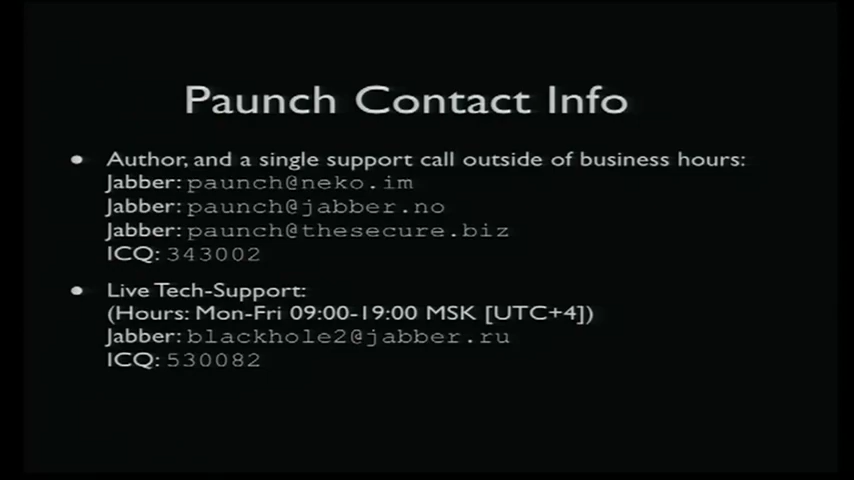 Paunch Contact Info
• Author, and a single support call outside of business hours:
Jabber: paunch@neko.im
Jabber: paunch@jabber.no
Jabber: paunch@thesecure.biz
ICQ: 343002
• Live Tech-Support:
(Hours: Mon-Fri 09:00-19:00 MSK [UTC+4])
Jabber: blackhole2@jabber.ru
ICQ: 530082